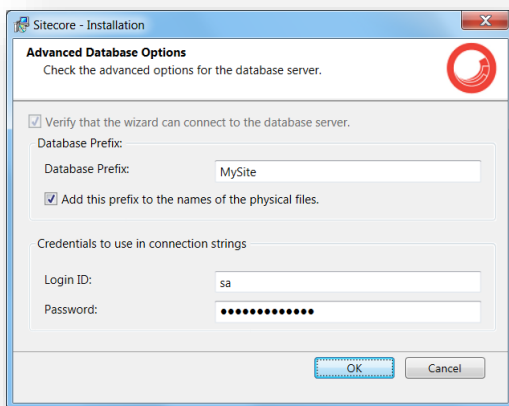 Sitecore - Installation
Advanced Database Options
Check the advanced options for the database server.
Verify that the wizard can connect to the database server.
Database Prefix:
Database Prefix: MySite
Add this prefix to the names of the physical files.
Credentials to use in connection strings
Login ID: sa
Password: •••••••••••••
OK Cancel